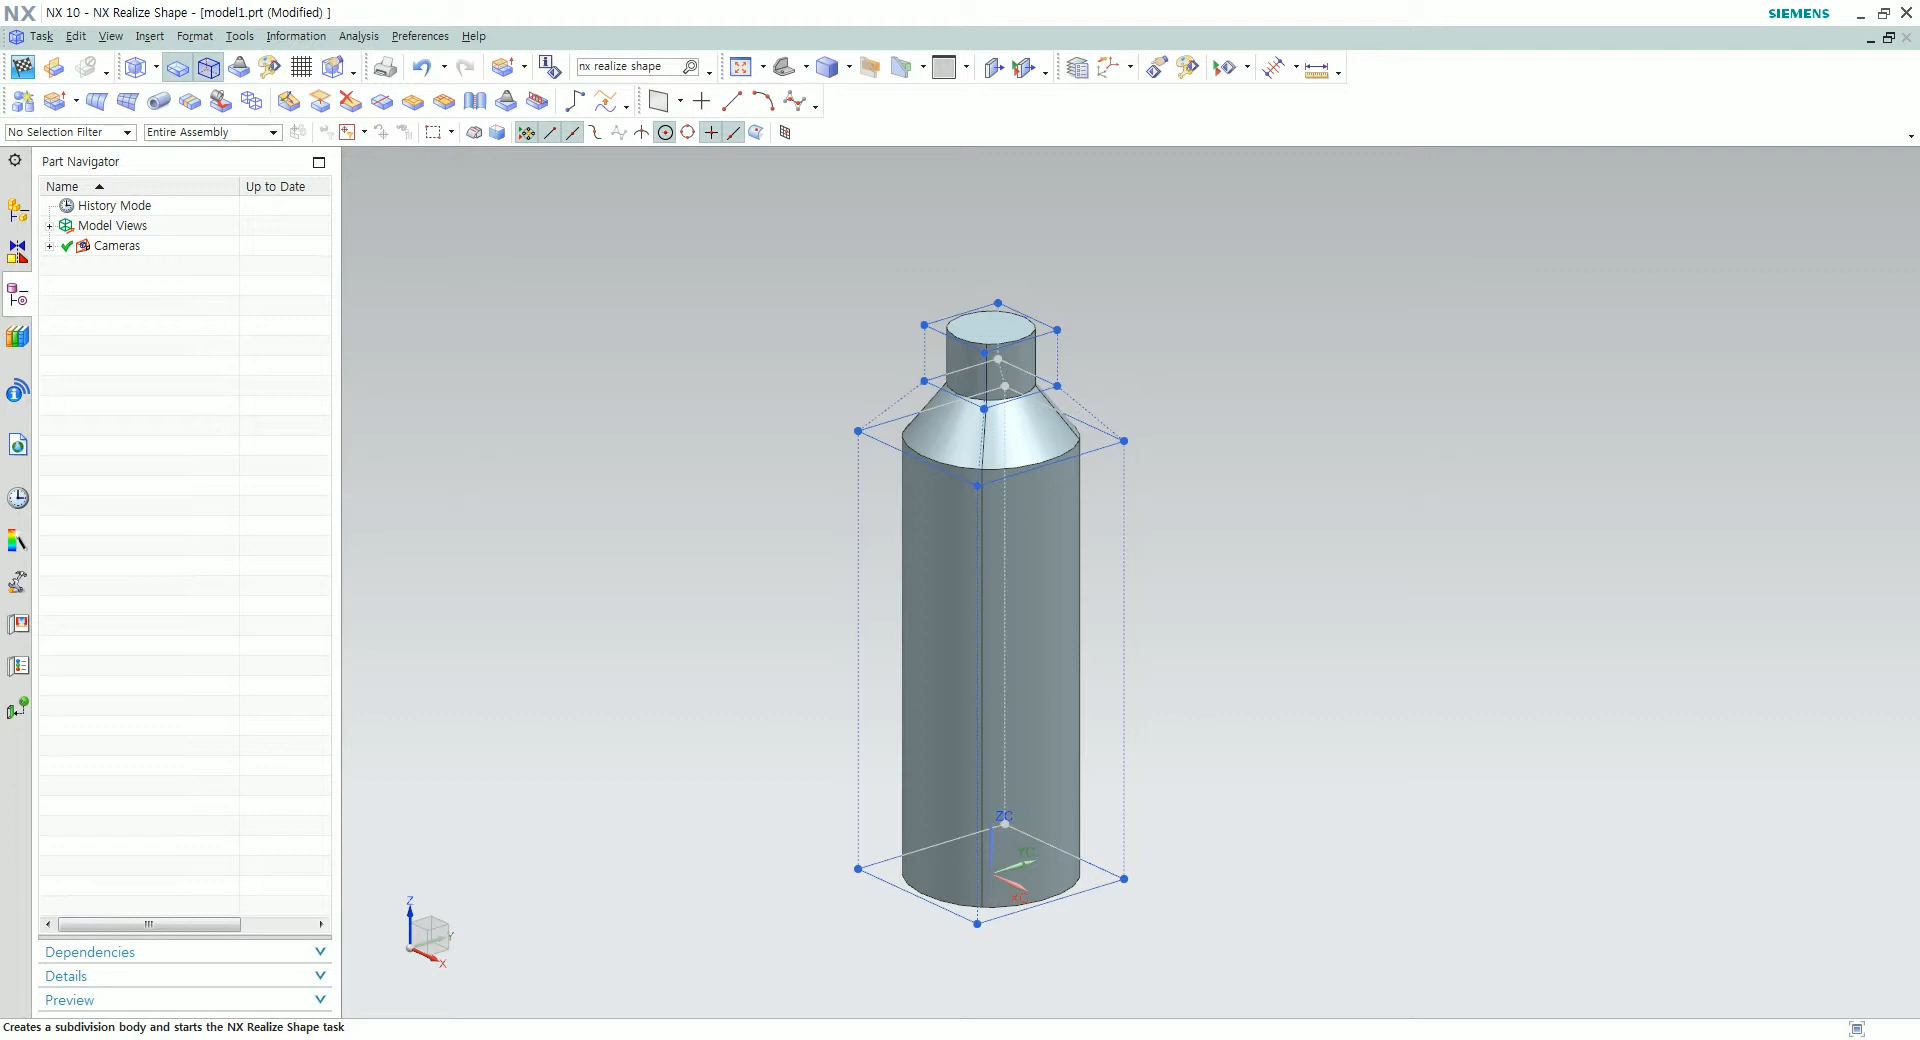 NX NX 10 - NX Realize Shape - [model1.prt (Modified) ] SIEMENS
Task Edit View Insert Format Tools Information Analysis Preferences Help
nx realize shape
No Selection Filter Entire Assembly
Part Navigator
Name Up to Date
History Mode
Model Views
Cameras
ZC
YC
XC
Z
Y
X
Dependencies
Details
Preview
Creates a subdivision body and starts the NX Realize Shape task